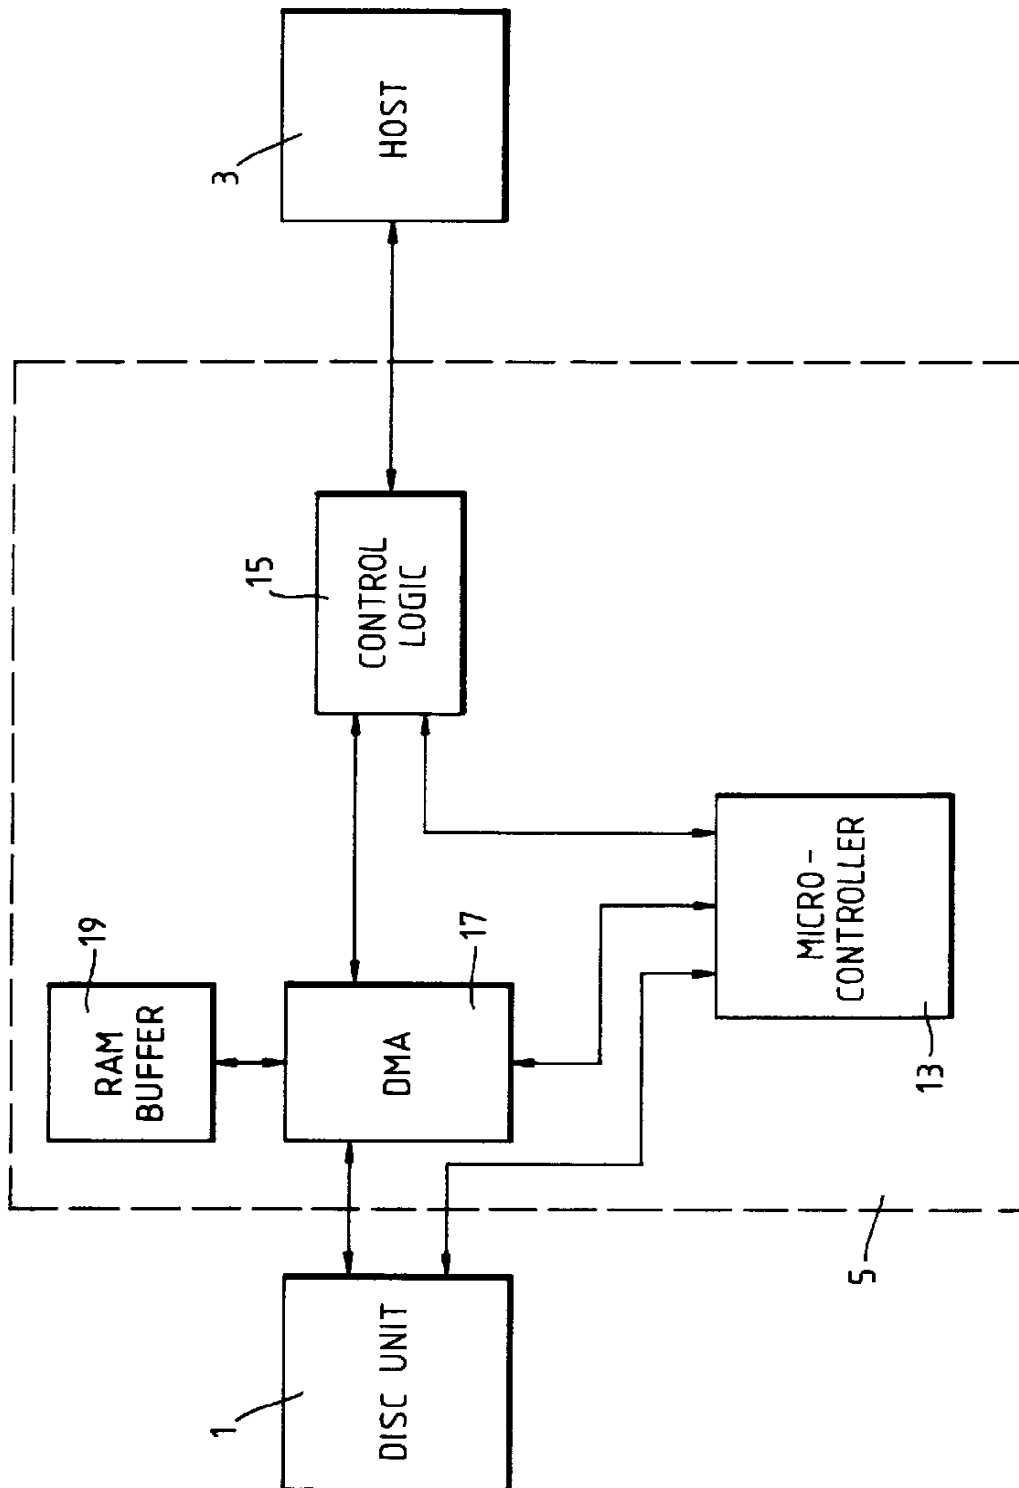 19
RAM
BUFFER
1
DISC UNIT
17
DMA
15
CONTROL
LOGIC
3
HOST
13
MICRO-
CONTROLLER
5